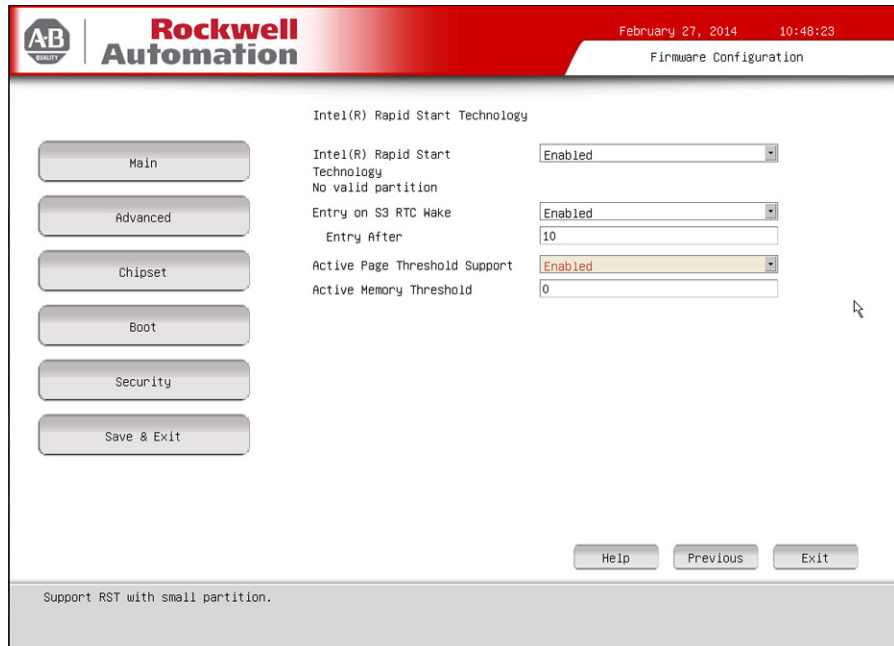 A·B
QUALITY
Rockwell
Automation
February 27, 2014 10:48:23
Firmware Configuration
Intel(R) Rapid Start Technology
Main
Advanced
Chipset
Boot
Security
Save & Exit
Intel(R) Rapid Start Enabled
Technology
No valid partition
Entry on S3 RTC Wake Enabled
Entry After 10
Active Page Threshold Support Enabled
Active Memory Threshold 0
Help Previous Exit
Support RST with small partition.